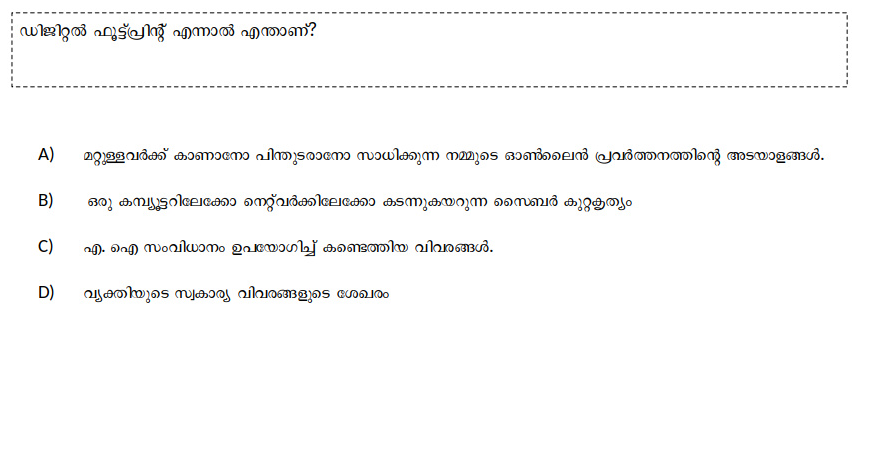 ഡിജിറ്റൽ ഫൂട്ട്പ്രിന്റ് എന്നാൽ എന്താണ്?
A) മറ്റുള്ളവർക്ക് കാണാനോ പിന്തുടരാനോ സാധിക്കുന്ന നമ്മുടെ ഓൺലൈൻ പ്രവർത്തനത്തിന്റെ അടയാളങ്ങൾ.
B) ഒരു കമ്പ്യൂട്ടറിലേക്കോ നെറ്റ്‌വർക്കിലേക്കോ കടന്നുകയറുന്ന സൈബർ കുറ്റകൃത്യം
C) എ. ഐ സംവിധാനം ഉപയോഗിച്ച് കണ്ടെത്തിയ വിവരങ്ങൾ.
D) വ്യക്തിയുടെ സ്വകാര്യ വിവരങ്ങളുടെ ശേഖരം